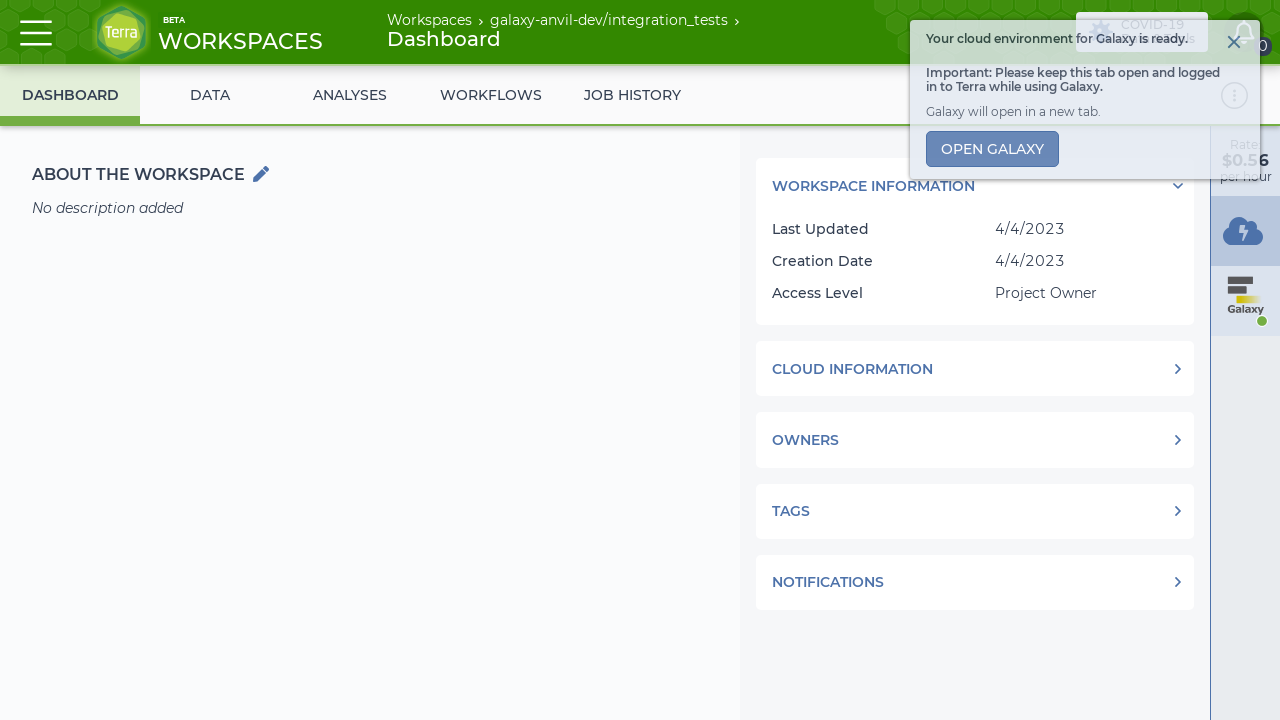 Terra
BETA
WORKSPACES
Workspaces › galaxy-anvil-dev/integration_tests ›
Dashboard
COVID-19
0
Your cloud environment for Galaxy is ready.
Important: Please keep this tab open and logged
in to Terra while using Galaxy.
Galaxy will open in a new tab.
OPEN GALAXY
DASHBOARD
DATA
ANALYSES
WORKFLOWS
JOB HISTORY
Rate
$0.56
per hour
Galaxy
ABOUT THE WORKSPACE
No description added
WORKSPACE INFORMATION
Last Updated 4/4/2023
Creation Date 4/4/2023
Access Level Project Owner
CLOUD INFORMATION
OWNERS
TAGS
NOTIFICATIONS